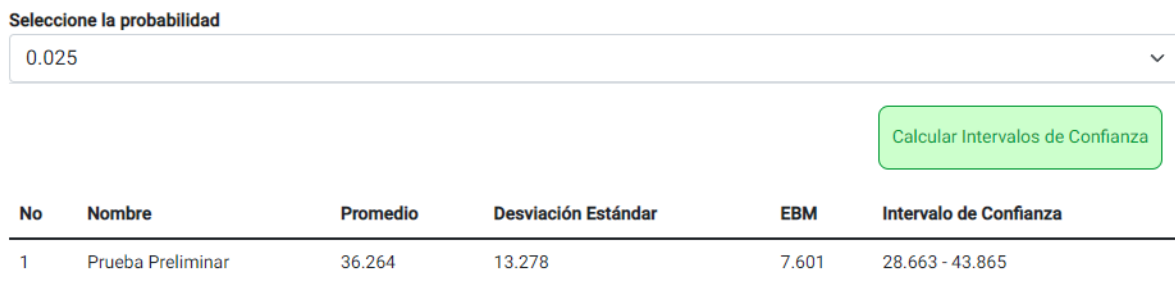 Seleccione la probabilidad
0.025
Calcular Intervalos de Confianza
No Nombre Promedio Desviación Estándar EBM Intervalo de Confianza
1 Prueba Preliminar 36.264 13.278 7.601 28.663 - 43.865